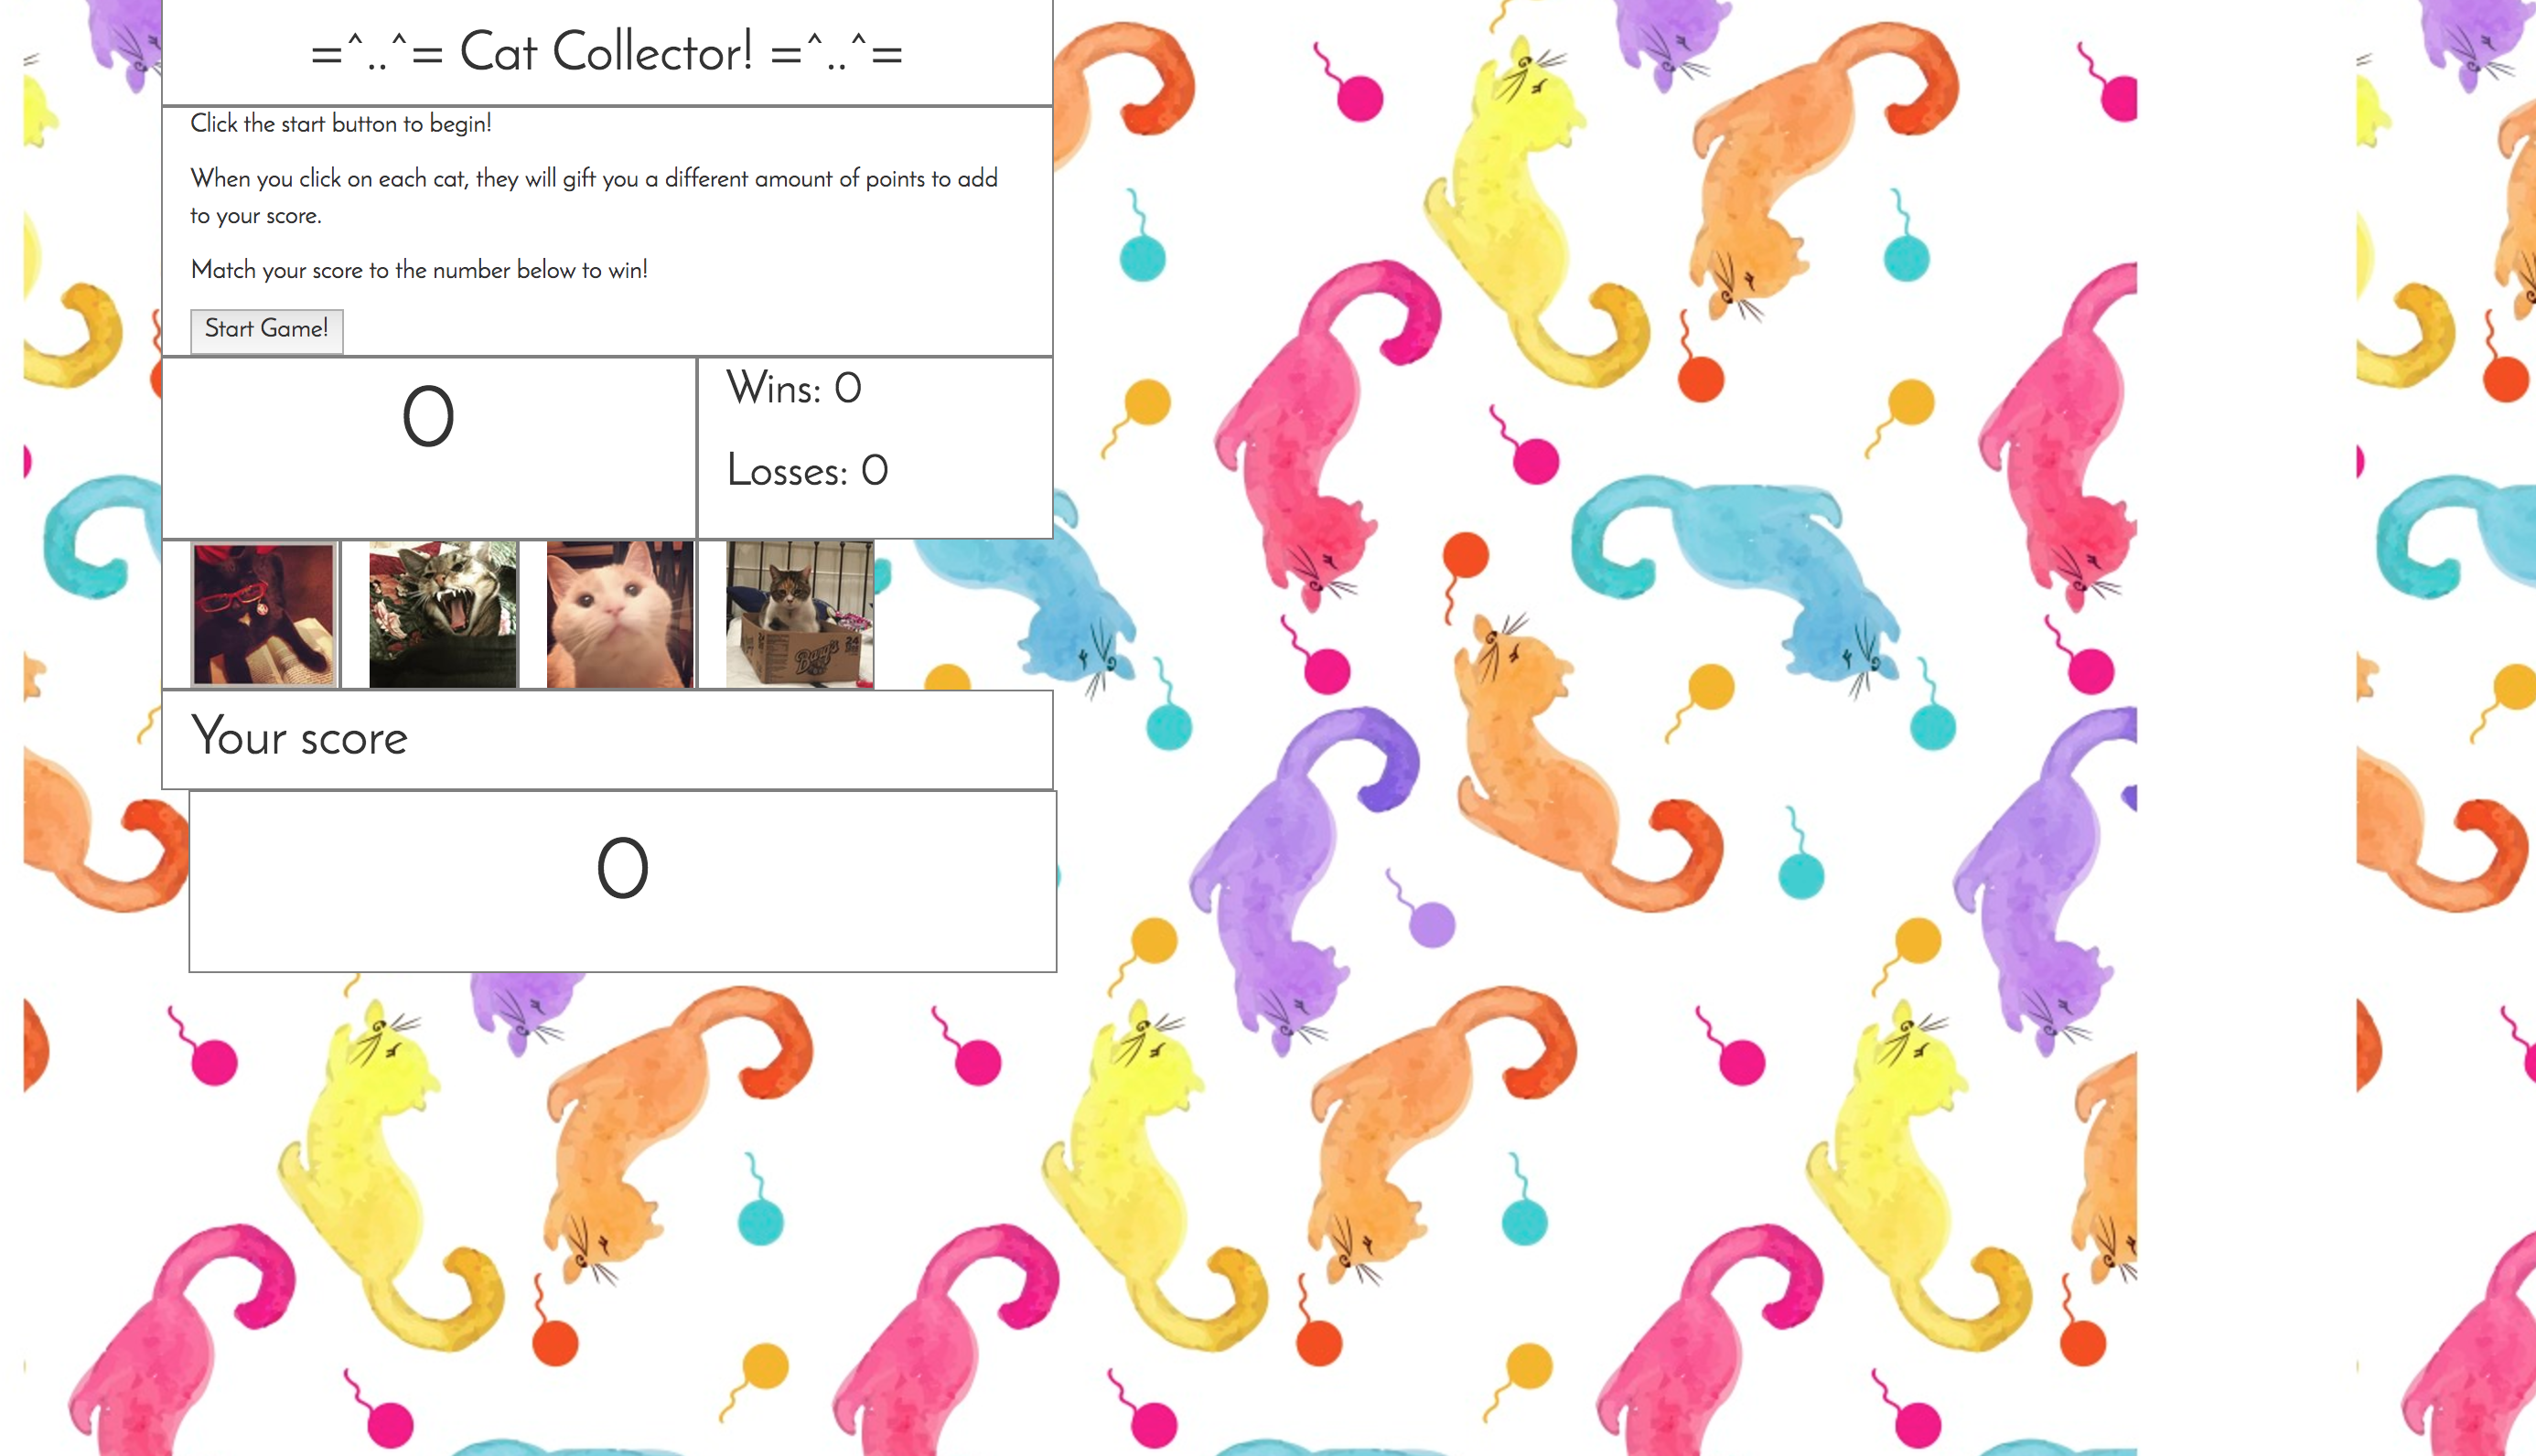 =^..^= Cat Collector! =^..^=
Click the start button to begin!
When you click on each cat, they will gift you a different amount of points to add
to your score.
Match your score to the number below to win!
Start Game!
0
Wins: 0
Losses: 0
24
Your score
0